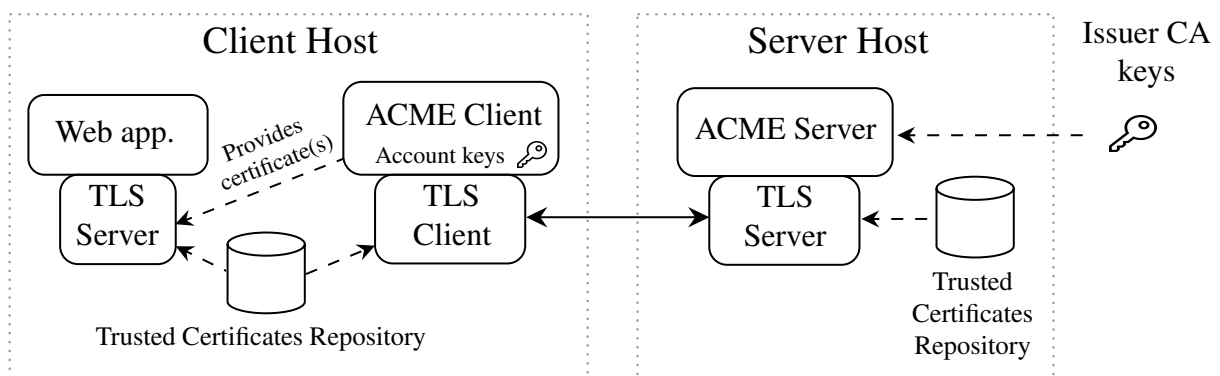 Client Host
Server Host
Issuer CA
keys
Web app.
Provides
certificate(s)
ACME Client
Account keys
ACME Server
TLS
Server
TLS
Client
TLS
Server
Trusted Certificates Repository
Trusted
Certificates
Repository